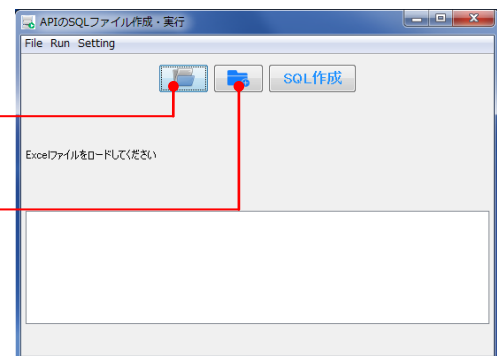 APIのSQLファイル作成・実行
File Run Setting
SQL作成
Excelファイルをロードしてください